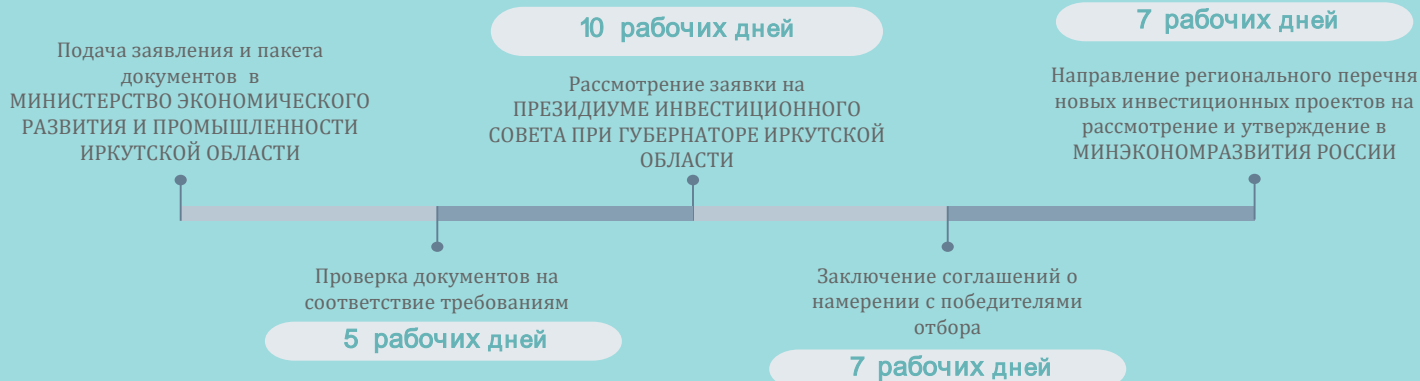 Подача заявления и пакета
документов в
МИНИСТЕРСТВО ЭКОНОМИЧЕСКОГО
РАЗВИТИЯ И ПРОМЫШЛЕННОСТИ
ИРКУТСКОЙ ОБЛАСТИ
Проверка документов на
соответствие требованиям
5 рабочих дней
10 рабочих дней
Рассмотрение заявки на
ПРЕЗИДИУМЕ ИНВЕСТИЦИОННОГО
СОВЕТА ПРИ ГУБЕРНАТОРЕ ИРКУТСКОЙ
ОБЛАСТИ
Заключение соглашений о
намерении с победителями
отбора
7 рабочих дней
7 рабочих дней
Направление регионального перечня
новых инвестиционных проектов на
рассмотрение и утверждение в
МИНЭКОНОМРАЗВИТИЯ РОССИИ